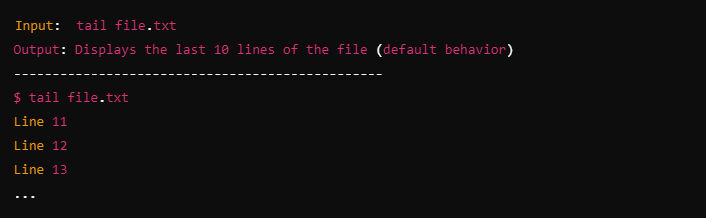 Input:  tail file.txt
Output: Displays the last 10 lines of the file (default behavior)
------------------------------------------------
$ tail file.txt
Line 11
Line 12
Line 13
...